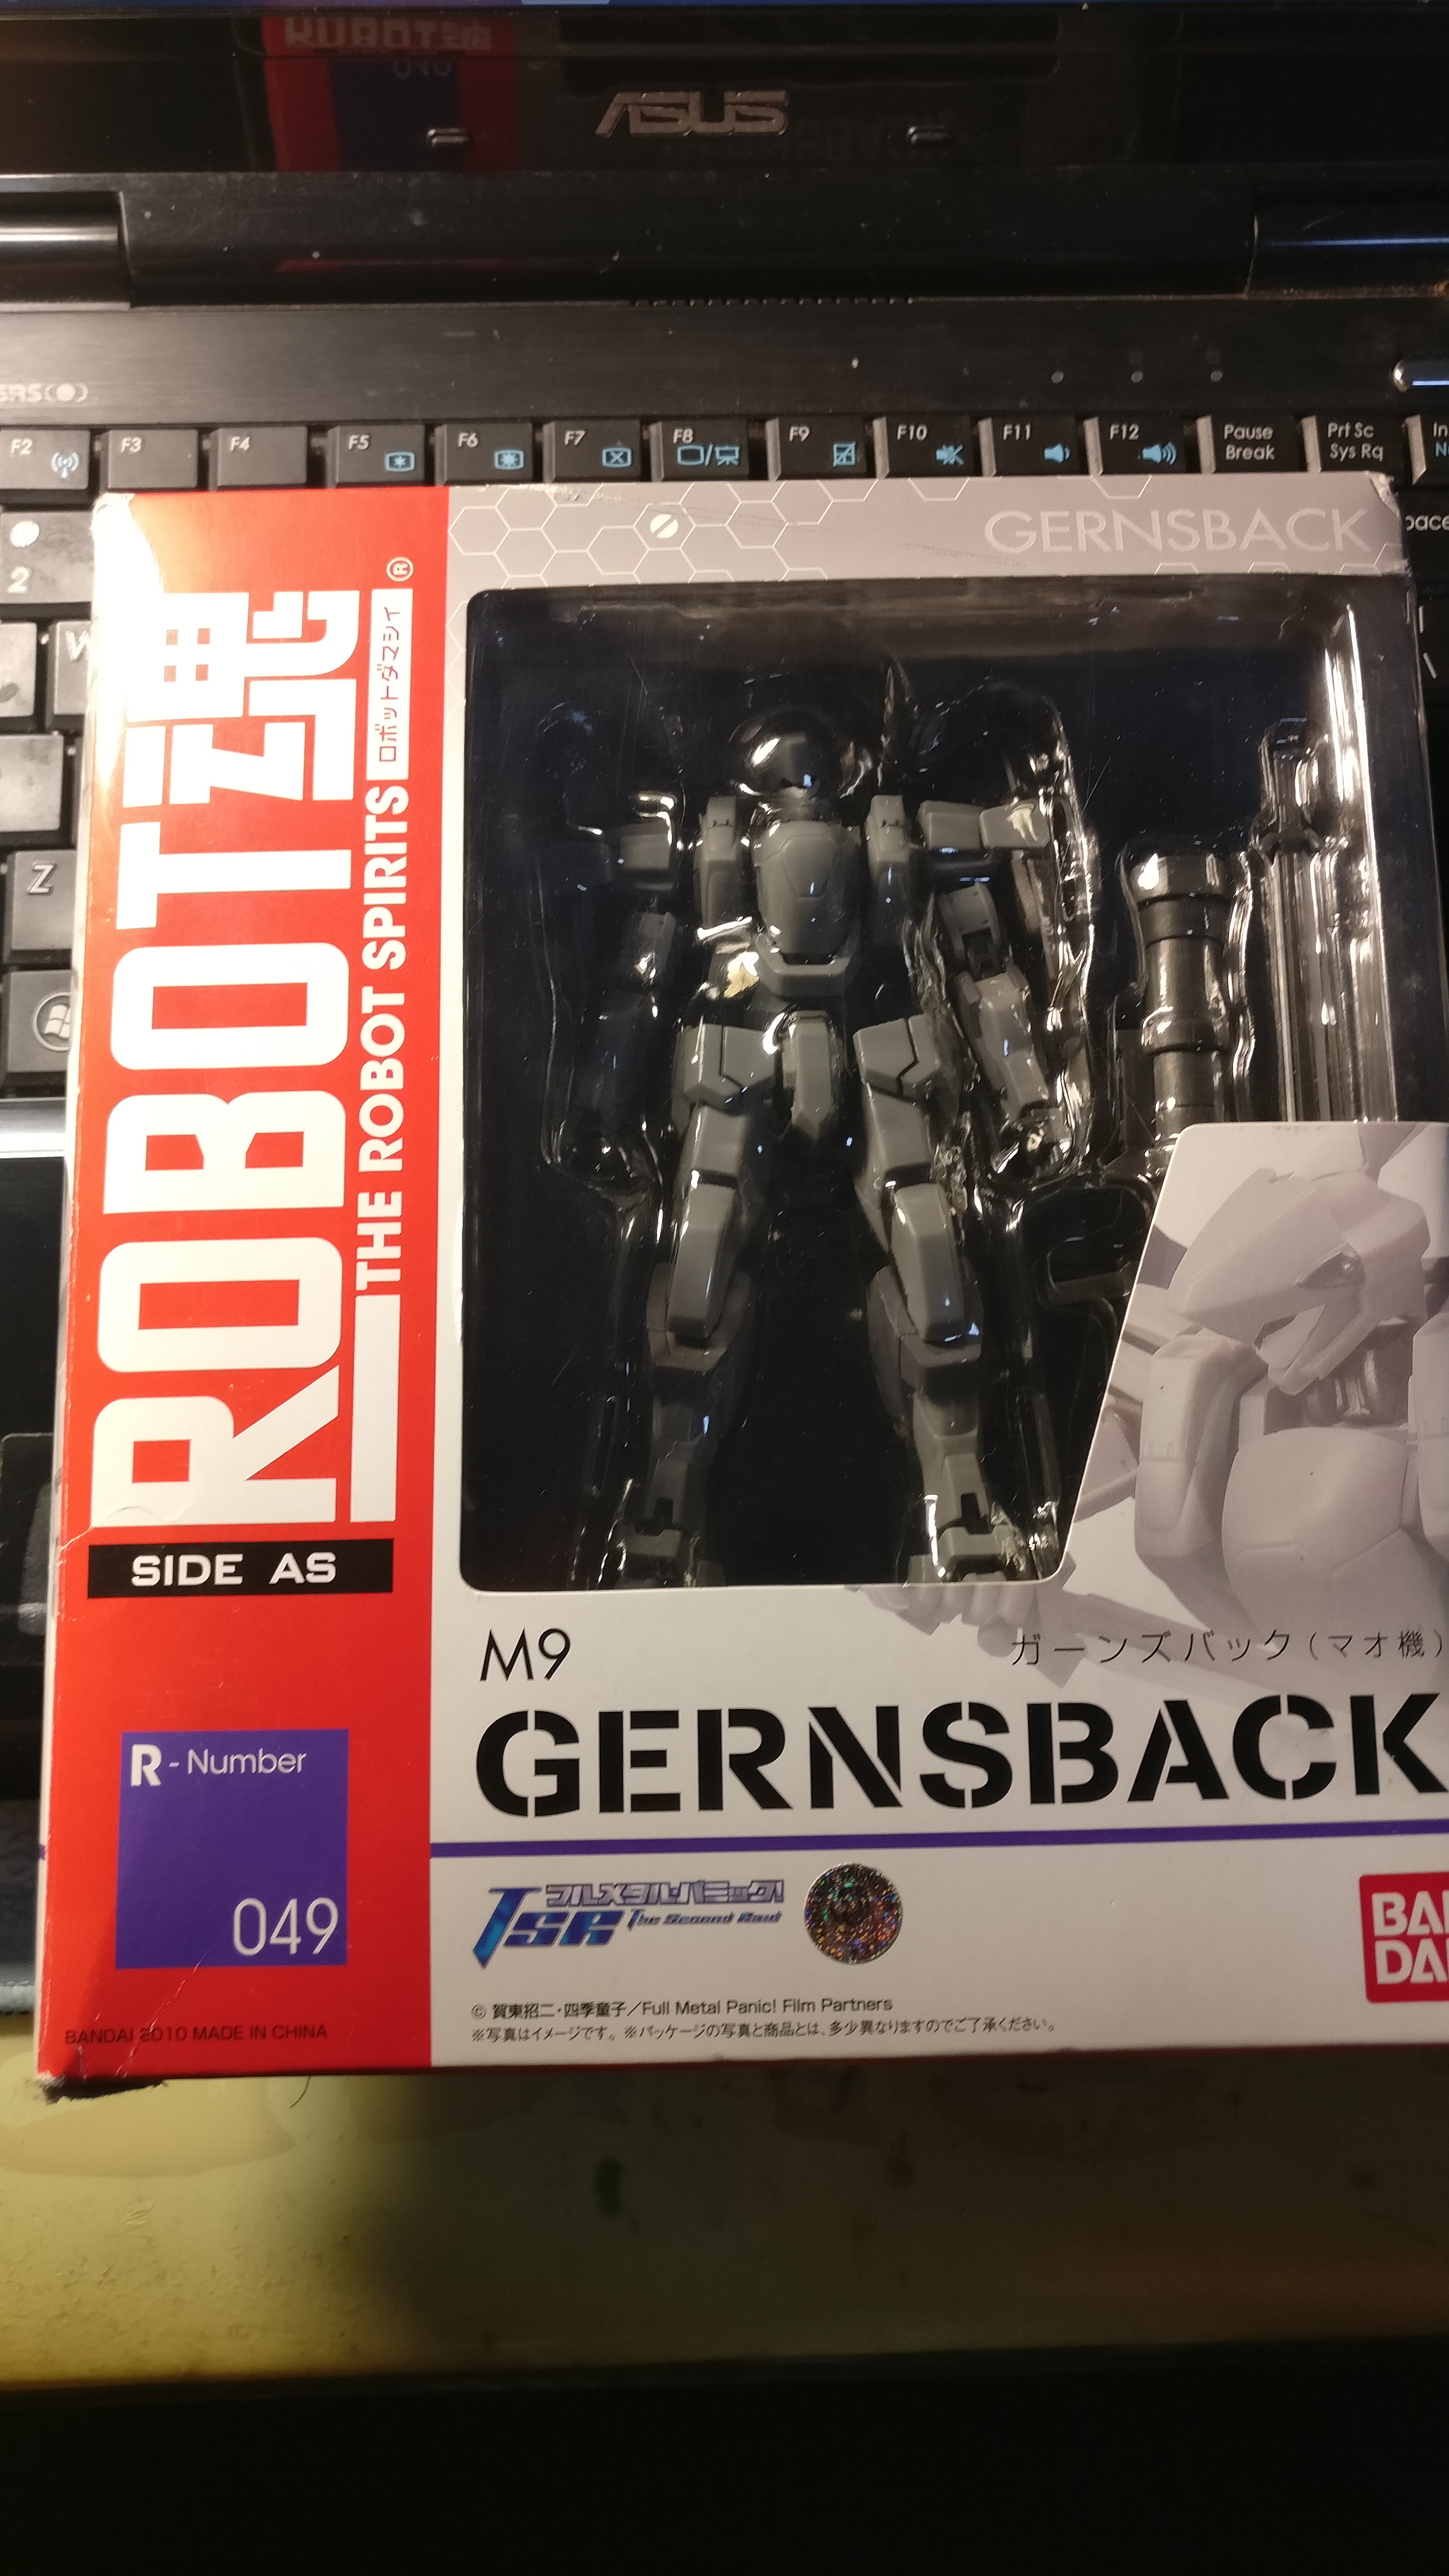 ASUS
F2
F3
F4
F5
F6
F7
F8
F9
F10
F11
F12
Pause
Break
Prt Sc
Sys Rq
2
Z
GERNSBACK
ROBOT魂
®
ロボットダマシイ
THE ROBOT SPIRITS
SIDE AS
M9
ガーンズバック(マオ機)
GERNSBACK
R - Number
049
フルメタル・パニック!
TSR The Second Raid
© 賀東招二・四季童子／Full Metal Panic! Film Partners
※写真はイメージです。※パッケージの写真と商品とは、多少異なりますのでご了承ください。
BANDAI 2010 MADE IN CHINA